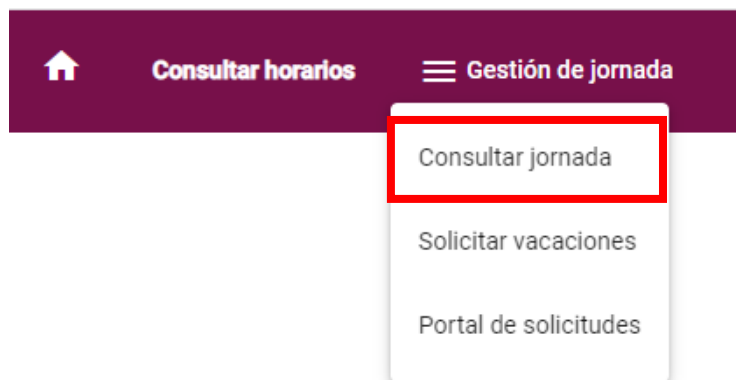 Consultar horarios
Gestión de jornada
Consultar jornada
Solicitar vacaciones
Portal de solicitudes